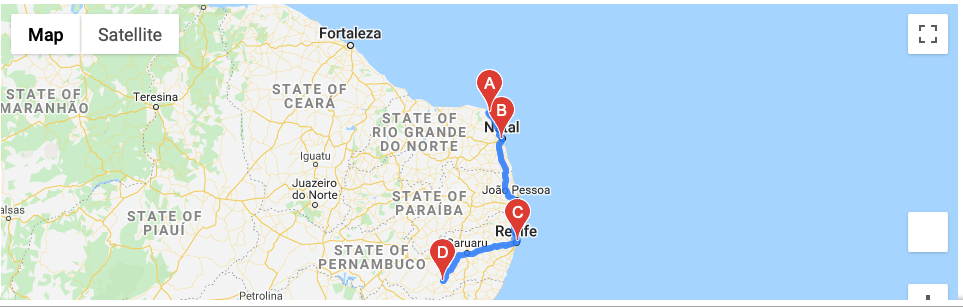 Map
Satellite
Fortaleza
A
STATE OF
MARANHÃO
Teresina
STATE OF
CEARÁ
B
STATE OF
RIO GRANDE
DO NORTE
Natal
Iguatu
Juazeiro
do Norte
João Pessoa
STATE OF
PARAÍBA
alsas
STATE OF
PIAUÍ
C
Recife
D
Caruaru
STATE OF
PERNAMBUCO
Petrolina